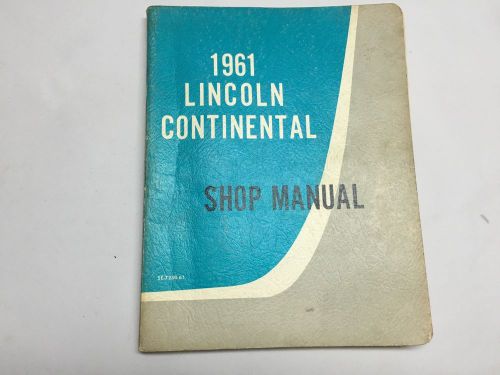 1961
LINCOLN
CONTINENTAL
SHOP MANUAL